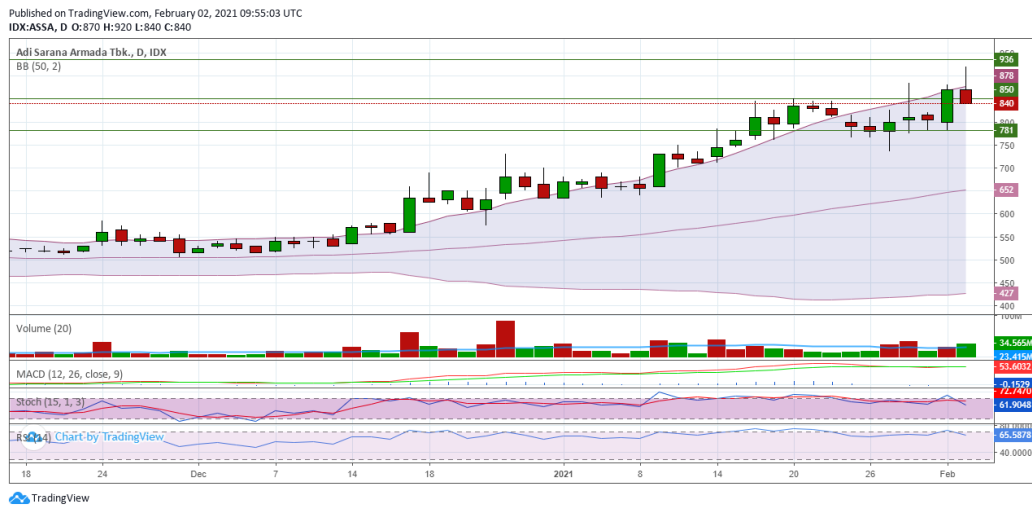 Published on TradingView.com, February 02, 2021 09:55:03 UTC
IDX:ASSA, D O:870 H:920 L:840 C:840
Adi Sarana Armada Tbk., D, IDX
BB (50, 2)
936
878
850
840
781
750
700
652
600
550
500
450
427
400
Volume (20)
100M
34.565M
23.415M
MACD (12, 26, close, 9)
53.6032
-0.1529
Stoch (15, 1, 3)
72.7470
61.9048
Chart by TradingView
65.5878
40.0000
18 24 Dec 7 14 18 2021 8 14 20 26 Feb
TradingView